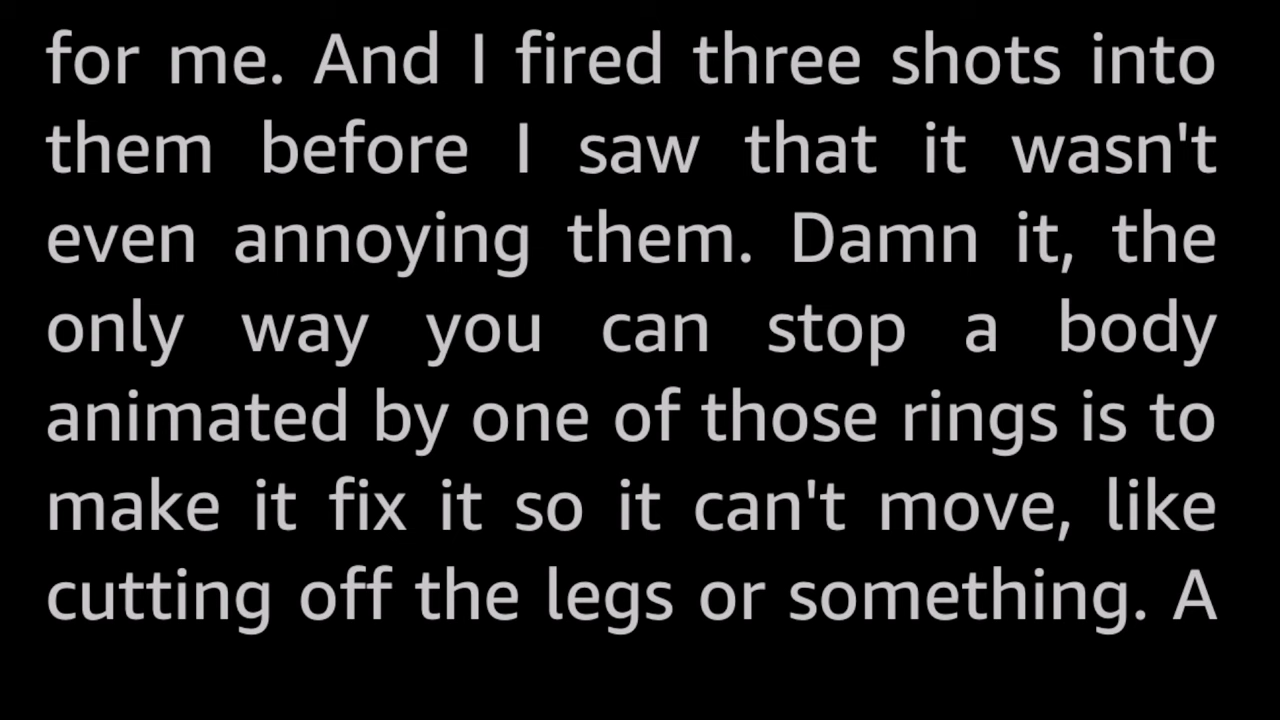 for me. And I fired three shots into
them before I saw that it wasn't
even annoying them. Damn it, the
only way you can stop a body
animated by one of those rings is to
make it fix it so it can't move, like
cutting off the legs or something. A